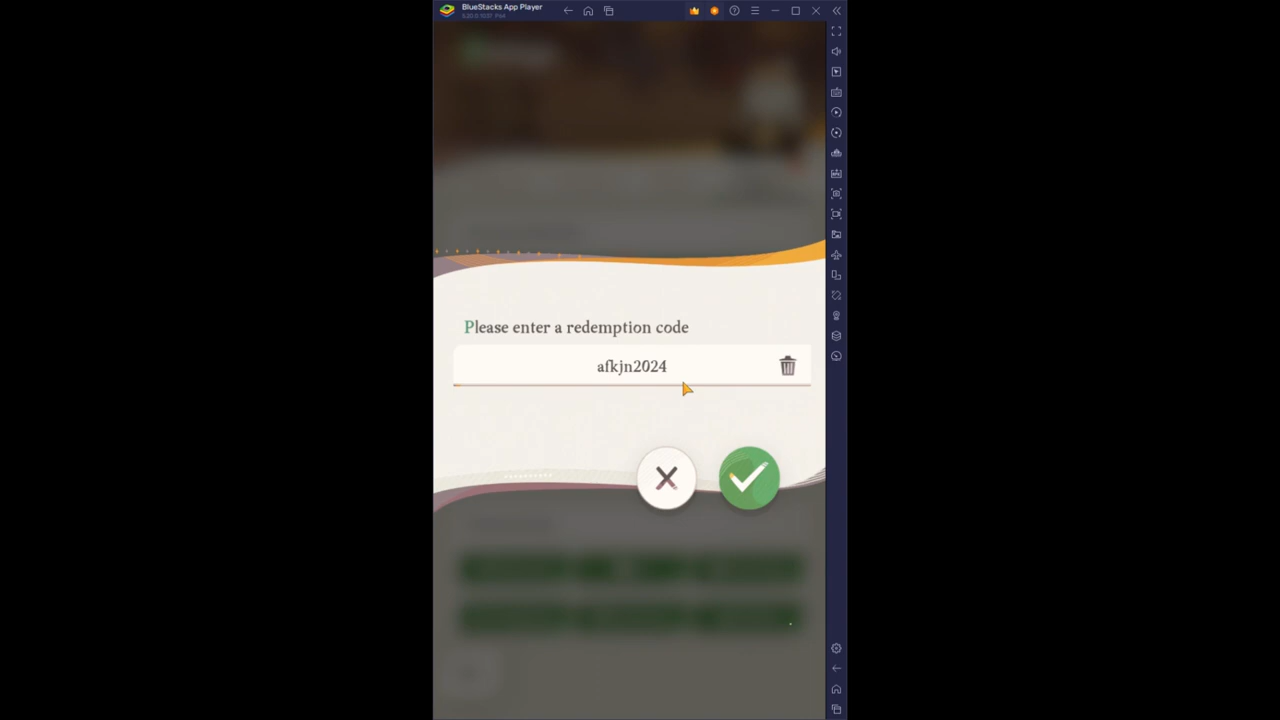 BlueStacks App Player
Please enter a redemption code
afkjn2024